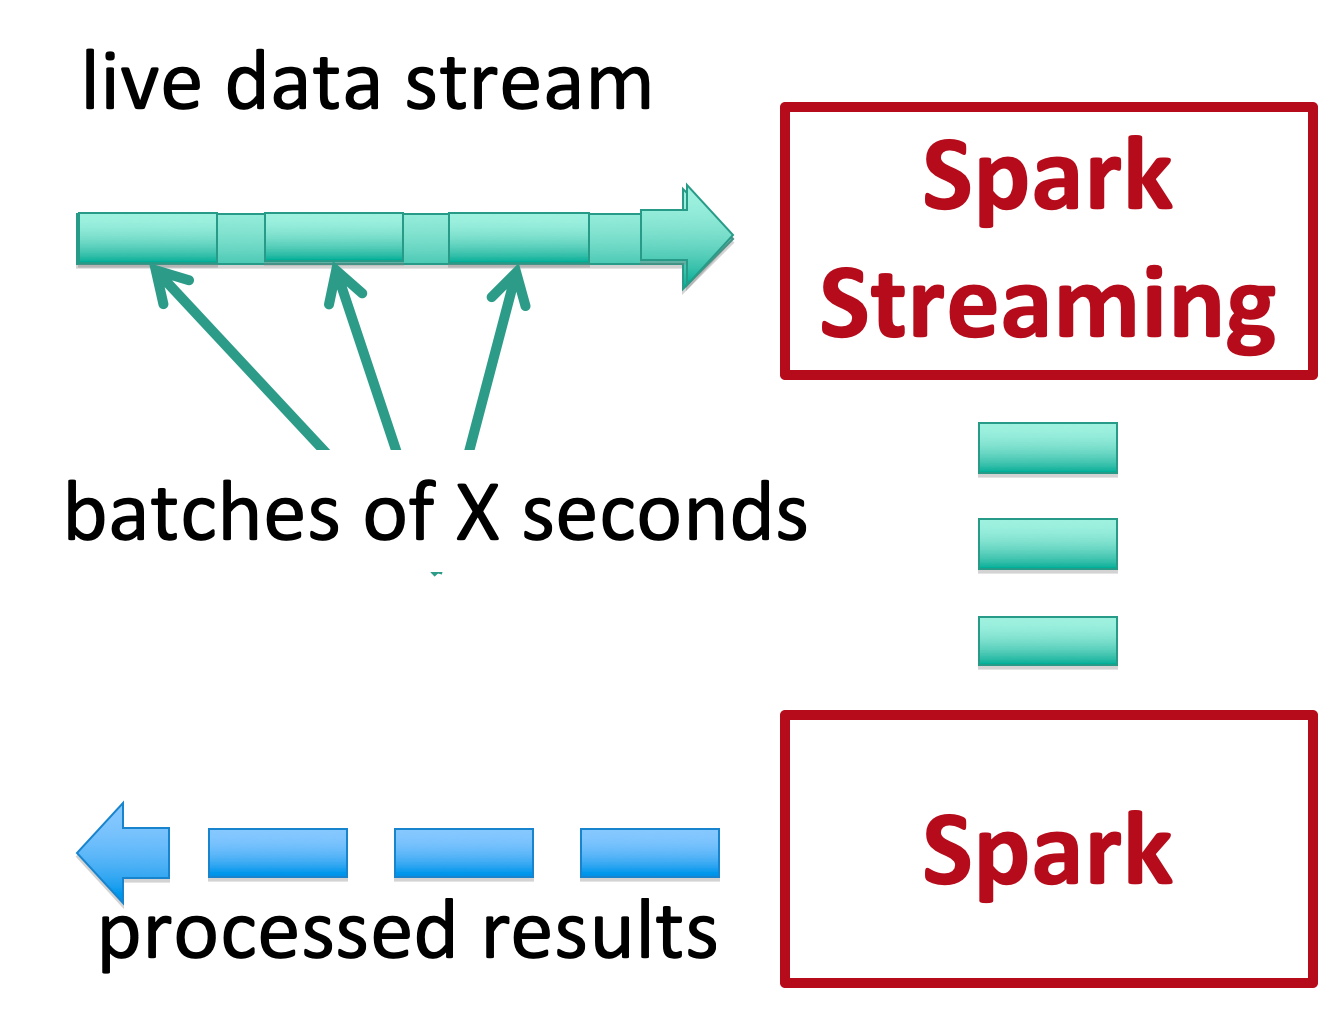 live data stream
Spark
Streaming
batches of X seconds
Spark
processed results